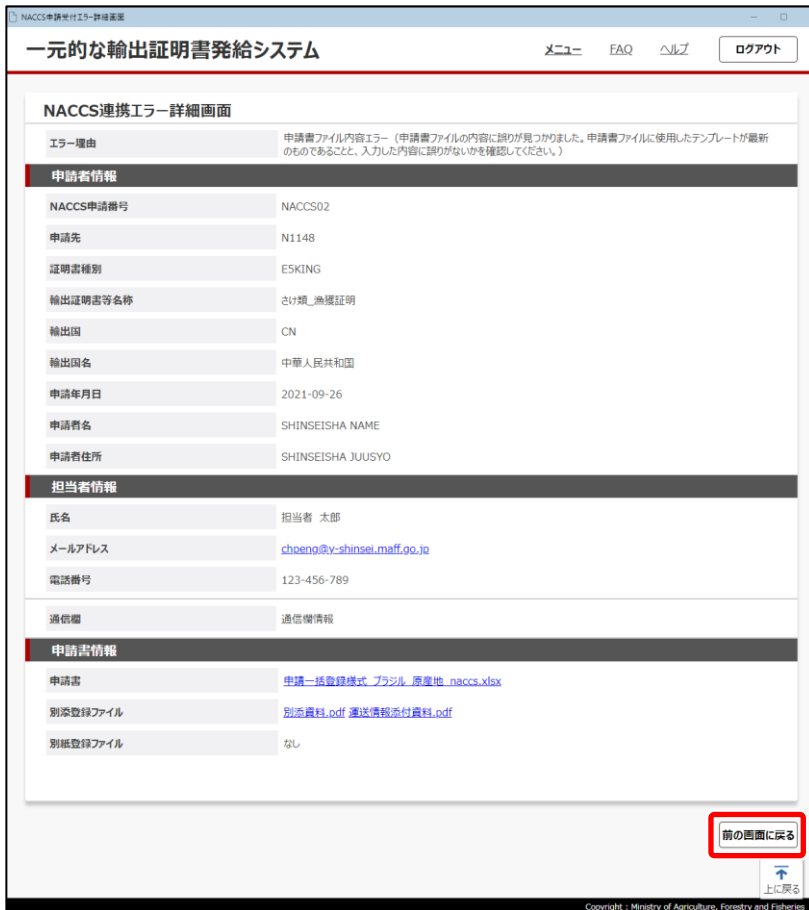 NACCS申請受付エラー詳細画面
一元的な輸出証明書発給システム
メニュー FAQ ヘルプ ログアウト
NACCS連携エラー詳細画面
エラー理由 申請書ファイル内容エラー（申請書ファイルの内容に誤りが見つかりました。申請書ファイルに使用したテンプレートが最新
のものであることと、入力した内容に誤りがないかを確認してください。）
申請者情報
NACCS申請番号 NACCS02
申請先 N1148
証明書種別 E5KING
輸出証明書等名称 さけ類_漁獲証明
輸出国 CN
輸出国名 中華人民共和国
申請年月日 2021-09-26
申請者名 SHINSEISHA NAME
申請者住所 SHINSEISHA JUUSYO
担当者情報
氏名 担当者 太郎
メールアドレス chpeng@y-shinsei.maff.go.jp
電話番号 123-456-789
通信欄 通信欄情報
申請書情報
申請書 申請一括登録様式_ブラジル_原産地_naccs.xlsx
別添登録ファイル 別添資料.pdf 運送情報添付資料.pdf
別紙登録ファイル なし
前の画面に戻る
上に戻る
Copyright : Ministry of Agriculture, Forestry and Fisheries